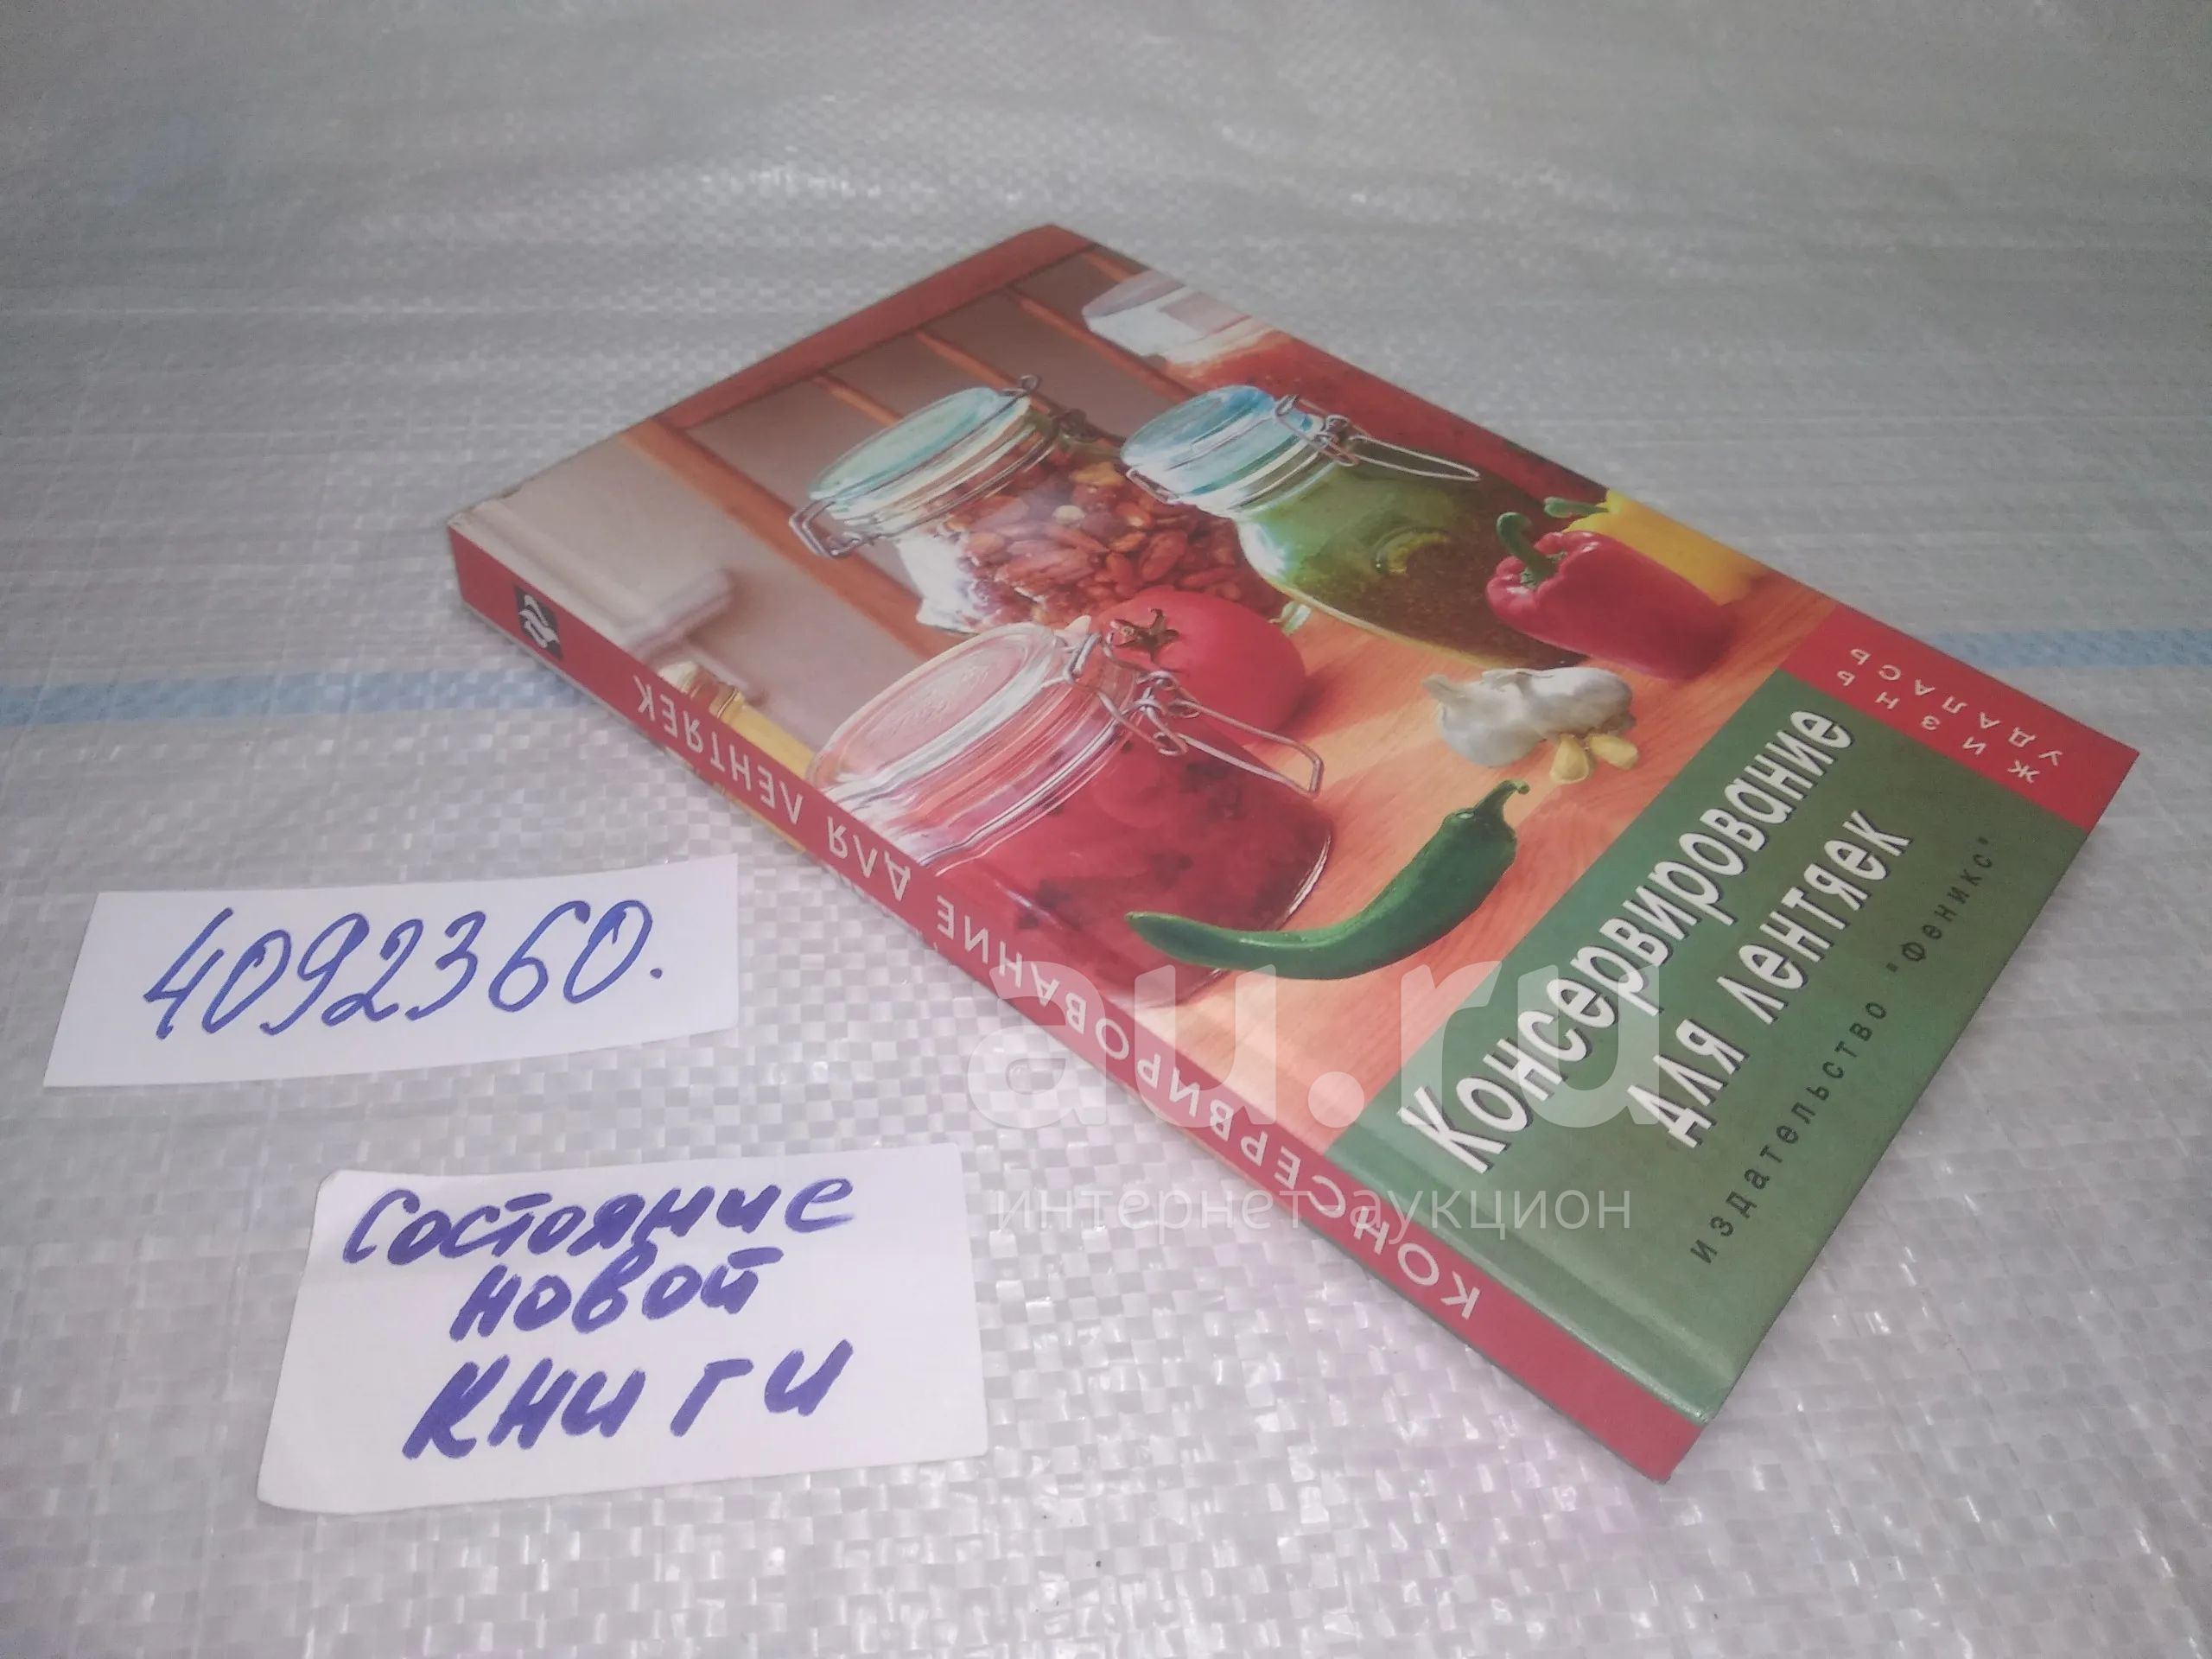 ЖИЗНЬ
УДАЛАСЬ
Консервирование
для лентяек
издательство "Феникс"
КОНСЕРВИРОВАНИЕ ДЛЯ ЛЕНТЯЕК
4092360.
Состояние
новой
книги
au.ru
интернет-аукцион